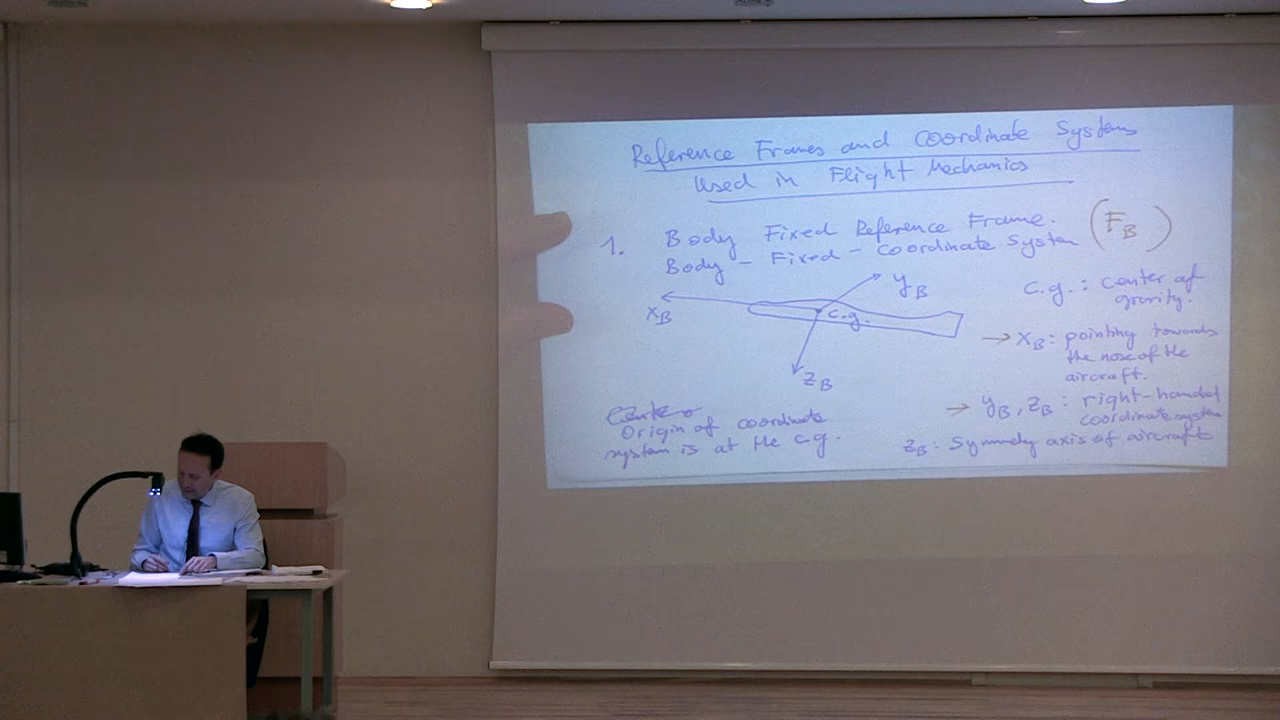 Reference Frames and Coordinate Systems
Used in Flight Mechanics
1. Body Fixed Reference Frame. (F_B)
Body - Fixed - Coordinate System
y_B
x_B
c.g.
z_B
c.g.: center of
gravity.
→ x_B: pointing towards
the nose of the
aircraft.
→ y_B, z_B: right-handed
coordinate system
z_B: Symmety axis of aircraft
Origin of coordinate
system is at the c.g.